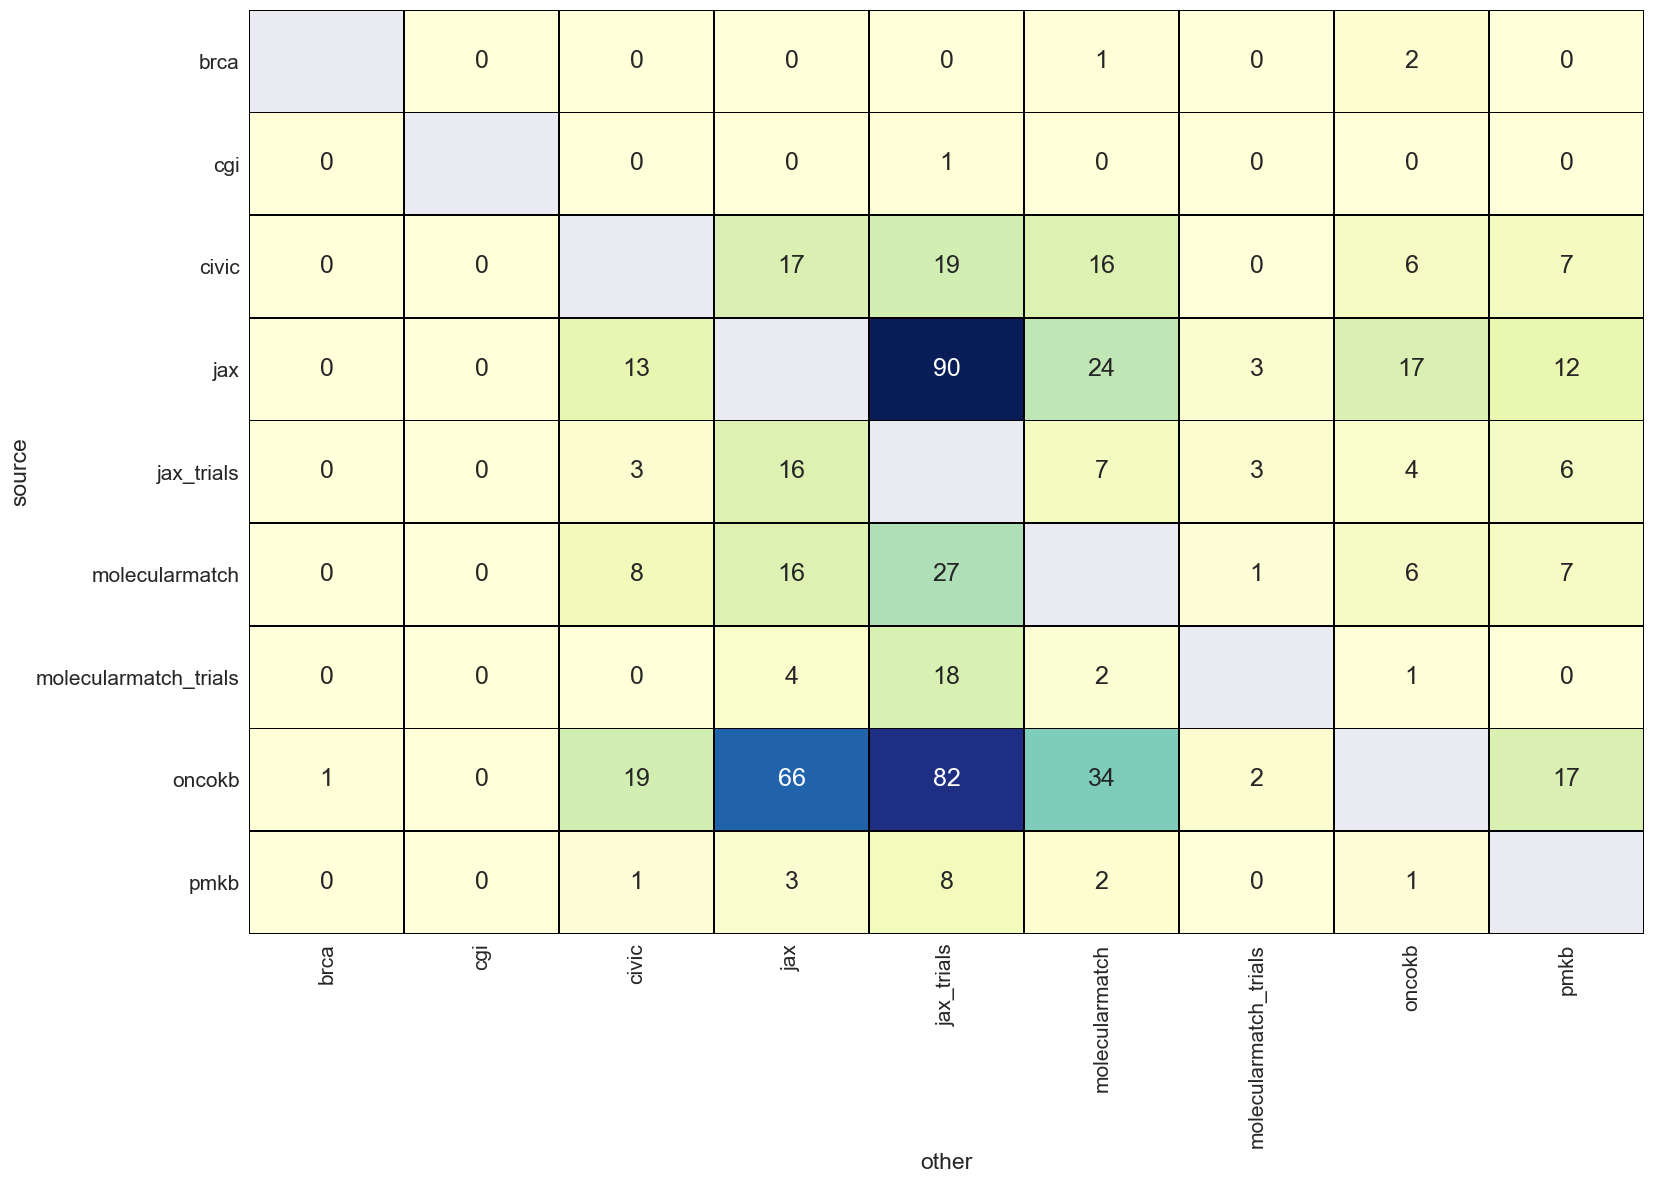 brca 0 0 0 0 1 0 2 0
cgi 0 0 0 1 0 0 0 0
civic 0 0 17 19 16 0 6 7
jax 0 0 13 90 24 3 17 12
jax_trials 0 0 3 16 7 3 4 6
molecularmatch 0 0 8 16 27 1 6 7
molecularmatch_trials 0 0 0 4 18 2 1 0
oncokb 1 0 19 66 82 34 2 17
pmkb 0 0 1 3 8 2 0 1
source
brca cgi civic jax jax_trials molecularmatch molecularmatch_trials oncokb pmkb
other